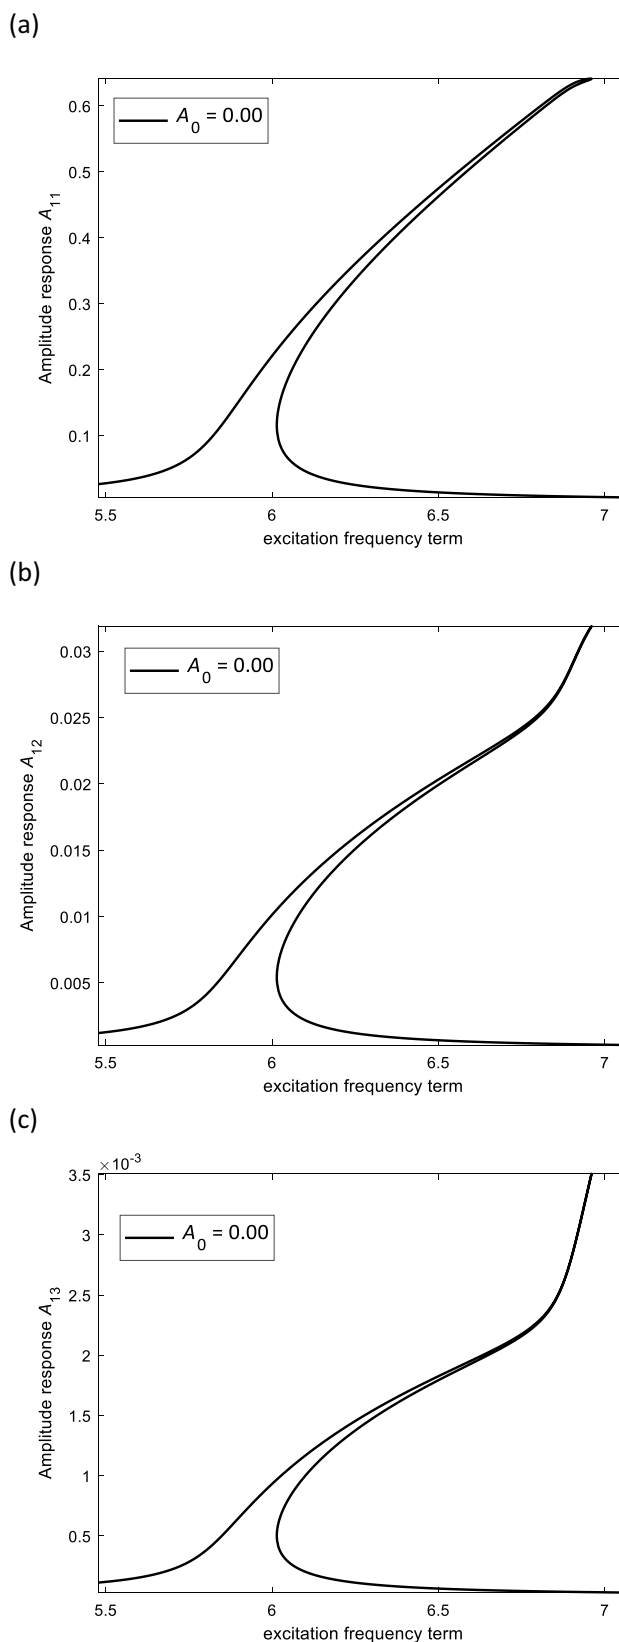 (a)
0.6
0.5
0.4
0.3
0.2
0.1
Amplitude response A₁₁
A₀ = 0.00
5.5 6 6.5 7
excitation frequency term
(b)
0.03
0.025
0.02
0.015
0.01
0.005
Amplitude response A₁₂
A₀ = 0.00
5.5 6 6.5 7
excitation frequency term
(c)
×10⁻³
3.5
3
2.5
2
1.5
1
0.5
Amplitude response A₁₃
A₀ = 0.00
5.5 6 6.5 7
excitation frequency term